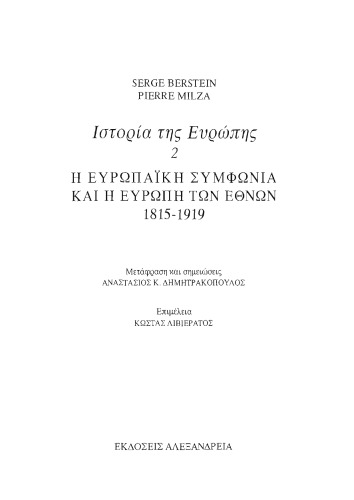 SERGE BERSTEIN
PIERRE MILZA
Ιστορία της Ευρώπης
2
Η ΕΥΡΩΠΑΪΚΗ ΣΥΜΦΩΝΙΑ
ΚΑΙ Η ΕΥΡΩΠΗ ΤΩΝ ΕΘΝΩΝ
1815-1919
Μετάφραση και σημειώσεις
ΑΝΑΣΤΑΣΙΟΣ Κ. ΔΗΜΗΤΡΑΚΟΠΟΥΛΟΣ
Επιμέλεια
ΚΩΣΤΑΣ ΛΙΒΙΕΡΑΤΟΣ
ΕΚΔΟΣΕΙΣ ΑΛΕΞΑΝΔΡΕΙΑ